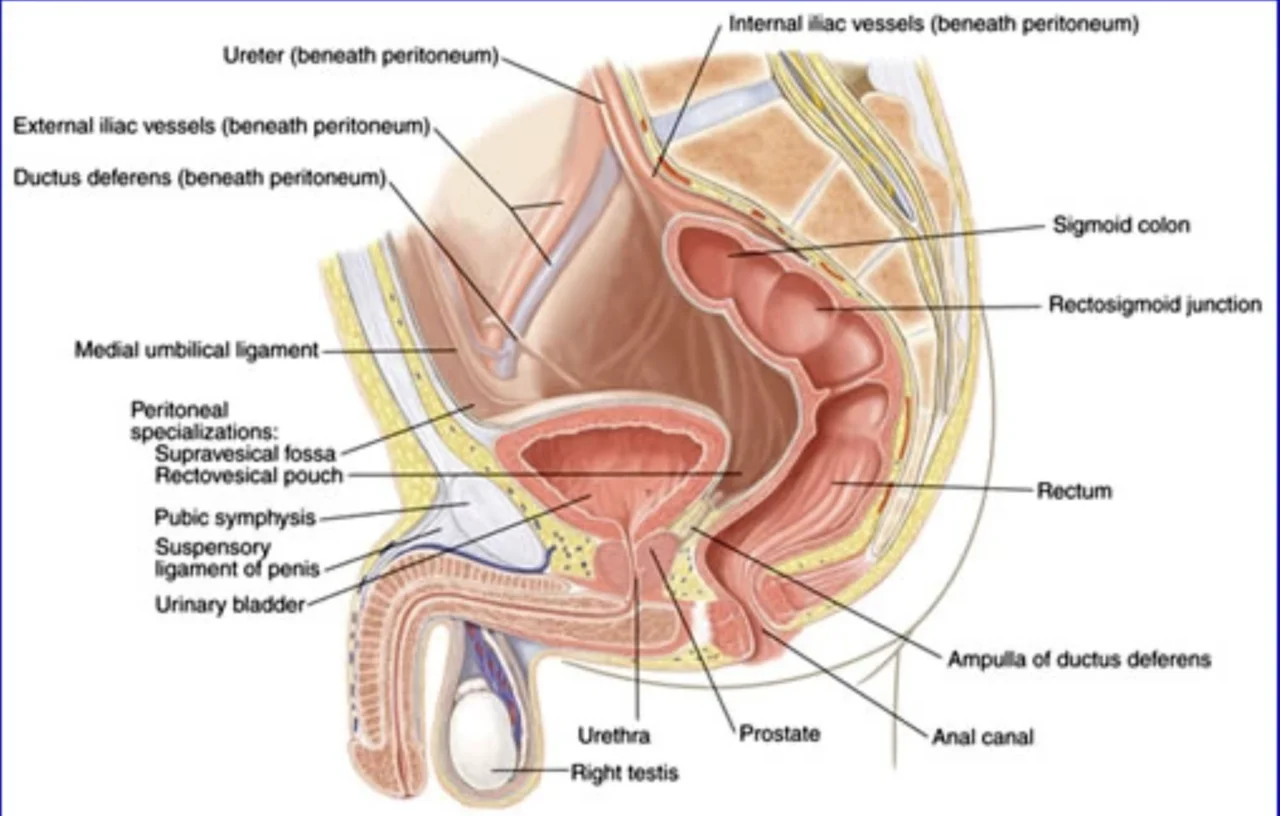 Internal iliac vessels (beneath peritoneum)
Ureter (beneath peritoneum)
External iliac vessels (beneath peritoneum)
Ductus deferens (beneath peritoneum)
Sigmoid colon
Rectosigmoid junction
Medial umbilical ligament
Peritoneal
specializations:
Supravesical fossa
Rectovesical pouch
Rectum
Pubic symphysis
Suspensory
ligament of penis
Urinary bladder
Ampulla of ductus deferens
Urethra
Prostate
Anal canal
Right testis